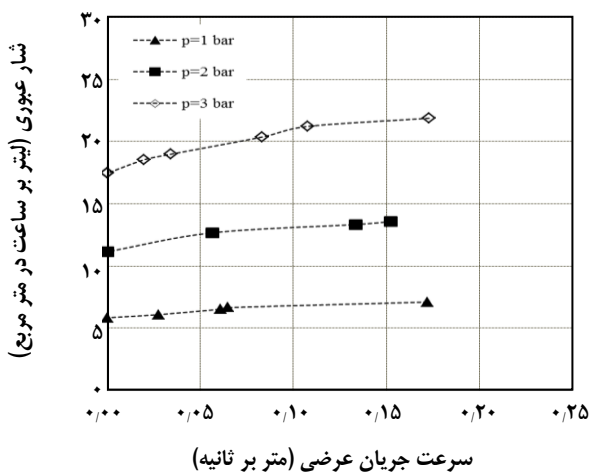 شار عبوری (لیتر بر ساعت در متر مربع)
۳۰
۲۵
۲۰
۱۵
۱۰
۵
۰
p=1 bar
p=2 bar
p=3 bar
۰/۰۰ ۰/۰۵ ۰/۱۰ ۰/۱۵ ۰/۲۰ ۰/۲۵
سرعت جریان عرضی (متر بر ثانیه)